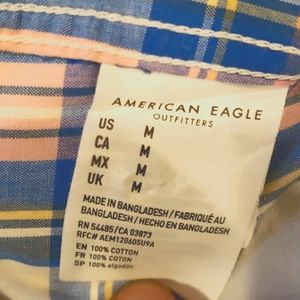 AMERICAN EAGLE
OUTFITTERS
US M
CA M
MX M
UK M
MADE IN BANGLADESH / FABRIQUÉ AU
BANGLADESH / HECHO EN BANGLADESH
RN 54485/ CA 03873
RFC# AEM120605U9A
EN 100% COTTON
FR 100% COTON
SP 100% algodón